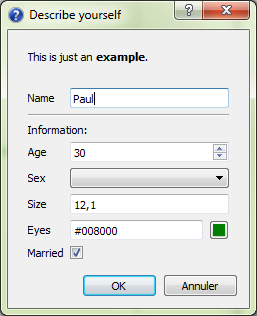 Describe yourself
This is just an example.
Name Paul
Information:
Age 30
Sex
Size 12,1
Eyes #008000
Married
OK Annuler